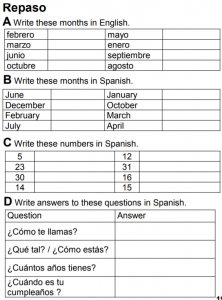 Repaso
A Write these months in English.
febrero mayo
marzo enero
junio septiembre
octubre agosto
B Write these months in Spanish.
June January
December October
February March
July April
C Write these numbers in Spanish.
5 12
23 31
30 16
14 15
D Write answers to these questions in Spanish.
Question Answer
¿Cómo te llamas?
¿Qué tal? / ¿Cómo estás?
¿Cuántos años tienes?
¿Cuándo es tu
cumpleaños ?